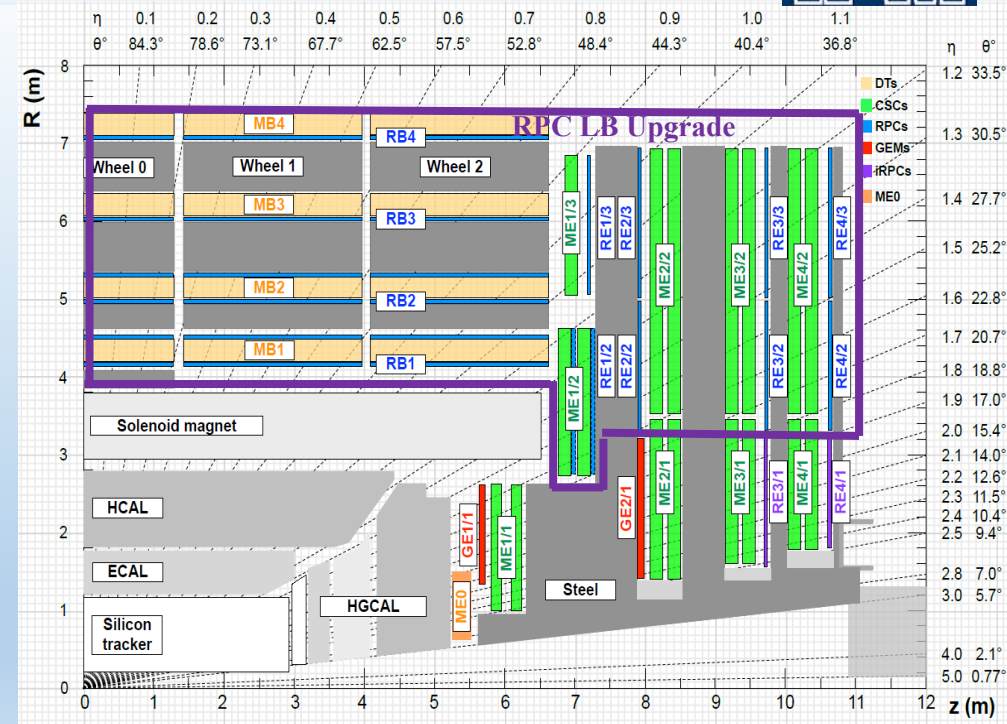 η 0.1 0.2 0.3 0.4 0.5 0.6 0.7 0.8 0.9 1.0 1.1
θ° 84.3° 78.6° 73.1° 67.7° 62.5° 57.5° 52.8° 48.4° 44.3° 40.4° 36.8° η θ°
R (m)
8
7
6
5
4
3
2
1
0
1.2 33.5°
1.3 30.5°
1.4 27.7°
1.5 25.2°
1.6 22.8°
1.7 20.7°
1.8 18.8°
1.9 17.0°
2.0 15.4°
2.1 14.0°
2.2 12.6°
2.3 11.5°
2.4 10.4°
2.5 9.4°
2.8 7.0°
3.0 5.7°
4.0 2.1°
5.0 0.77°
DTs
CSCs
RPCs
GEMs
iRPCs
ME0
RPC LB Upgrade
MB4
RB4
Wheel 0
Wheel 1
Wheel 2
MB3
RB3
MB2
RB2
MB1
RB1
ME1/3
RE1/3
RE2/3
ME2/2
ME3/2
RE3/3
ME4/2
RE4/3
ME1/2
RE1/2
RE2/2
RE3/2
RE4/2
Solenoid magnet
HCAL
ECAL
Silicon
tracker
HGCAL
GE1/1
ME1/1
ME0
Steel
GE2/1
ME2/1
ME3/1
RE3/1
ME4/1
RE4/1
0 1 2 3 4 5 6 7 8 9 10 11 12
z (m)